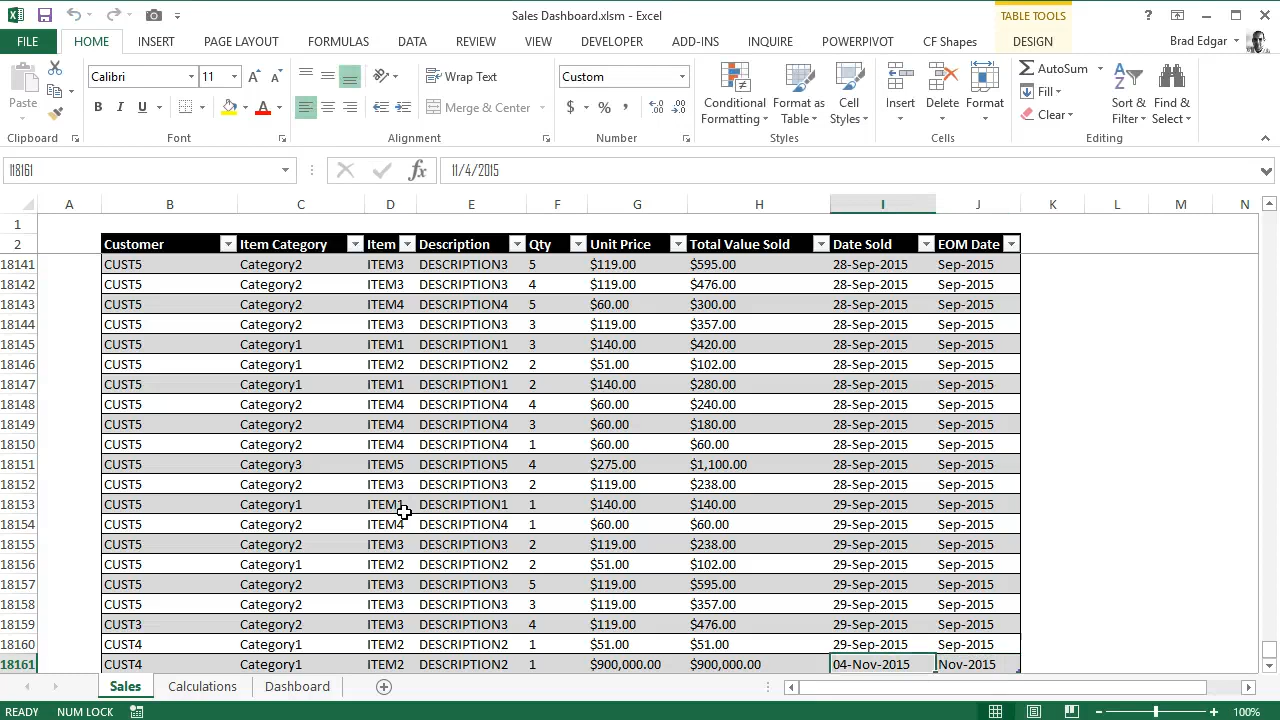 Sales Dashboard.xlsm - Excel
TABLE TOOLS
?
FILE HOME INSERT PAGE LAYOUT FORMULAS DATA REVIEW VIEW DEVELOPER ADD-INS INQUIRE POWERPIVOT CF Shapes DESIGN Brad Edgar
Paste
Clipboard
Calibri 11
B I U
Font
Wrap Text
Merge & Center
Alignment
Custom
$ % ,
Number
Conditional Formatting
Format as Table
Cell Styles
Styles
Insert Delete Format
Cells
AutoSum
Fill
Clear
Sort & Filter
Find & Select
Editing
I18161 fx 11/4/2015
A B C D E F G H I J K L M N
1
2 Customer Item Category Item Description Qty Unit Price Total Value Sold Date Sold EOM Date
18141 CUST5 Category2 ITEM3 DESCRIPTION3 5 $119.00 $595.00 28-Sep-2015 Sep-2015
18142 CUST5 Category2 ITEM3 DESCRIPTION3 4 $119.00 $476.00 28-Sep-2015 Sep-2015
18143 CUST5 Category2 ITEM4 DESCRIPTION4 5 $60.00 $300.00 28-Sep-2015 Sep-2015
18144 CUST5 Category2 ITEM3 DESCRIPTION3 3 $119.00 $357.00 28-Sep-2015 Sep-2015
18145 CUST5 Category1 ITEM1 DESCRIPTION1 3 $140.00 $420.00 28-Sep-2015 Sep-2015
18146 CUST5 Category1 ITEM2 DESCRIPTION2 2 $51.00 $102.00 28-Sep-2015 Sep-2015
18147 CUST5 Category1 ITEM1 DESCRIPTION1 2 $140.00 $280.00 28-Sep-2015 Sep-2015
18148 CUST5 Category2 ITEM4 DESCRIPTION4 4 $60.00 $240.00 28-Sep-2015 Sep-2015
18149 CUST5 Category2 ITEM4 DESCRIPTION4 3 $60.00 $180.00 28-Sep-2015 Sep-2015
18150 CUST5 Category2 ITEM4 DESCRIPTION4 1 $60.00 $60.00 28-Sep-2015 Sep-2015
18151 CUST5 Category3 ITEM5 DESCRIPTION5 4 $275.00 $1,100.00 28-Sep-2015 Sep-2015
18152 CUST5 Category2 ITEM3 DESCRIPTION3 2 $119.00 $238.00 28-Sep-2015 Sep-2015
18153 CUST5 Category1 ITEM1 DESCRIPTION1 1 $140.00 $140.00 29-Sep-2015 Sep-2015
18154 CUST5 Category2 ITEM4 DESCRIPTION4 1 $60.00 $60.00 29-Sep-2015 Sep-2015
18155 CUST5 Category2 ITEM3 DESCRIPTION3 2 $119.00 $238.00 29-Sep-2015 Sep-2015
18156 CUST5 Category1 ITEM2 DESCRIPTION2 2 $51.00 $102.00 29-Sep-2015 Sep-2015
18157 CUST5 Category2 ITEM3 DESCRIPTION3 5 $119.00 $595.00 29-Sep-2015 Sep-2015
18158 CUST5 Category2 ITEM3 DESCRIPTION3 3 $119.00 $357.00 29-Sep-2015 Sep-2015
18159 CUST3 Category2 ITEM3 DESCRIPTION3 4 $119.00 $476.00 29-Sep-2015 Sep-2015
18160 CUST4 Category1 ITEM2 DESCRIPTION2 1 $51.00 $51.00 29-Sep-2015 Sep-2015
18161 CUST4 Category1 ITEM2 DESCRIPTION2 1 $900,000.00 $900,000.00 04-Nov-2015 Nov-2015
Sales Calculations Dashboard
READY NUM LOCK 100%